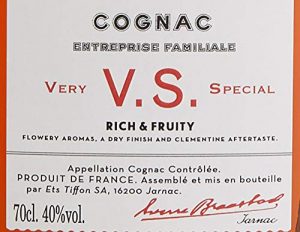 COGNAC
ENTREPRISE FAMILIALE
VERY V.S. SPECIAL
RICH & FRUITY
FLOWERY AROMAS, A DRY FINISH AND CLEMENTINE AFTERTASTE.
Appellation Cognac Contrôlée.
PRODUIT DE FRANCE. Assemblé et mis en bouteille
par Ets Tiffon SA, 16200 Jarnac.
70cl. 40%vol.
Jarnac